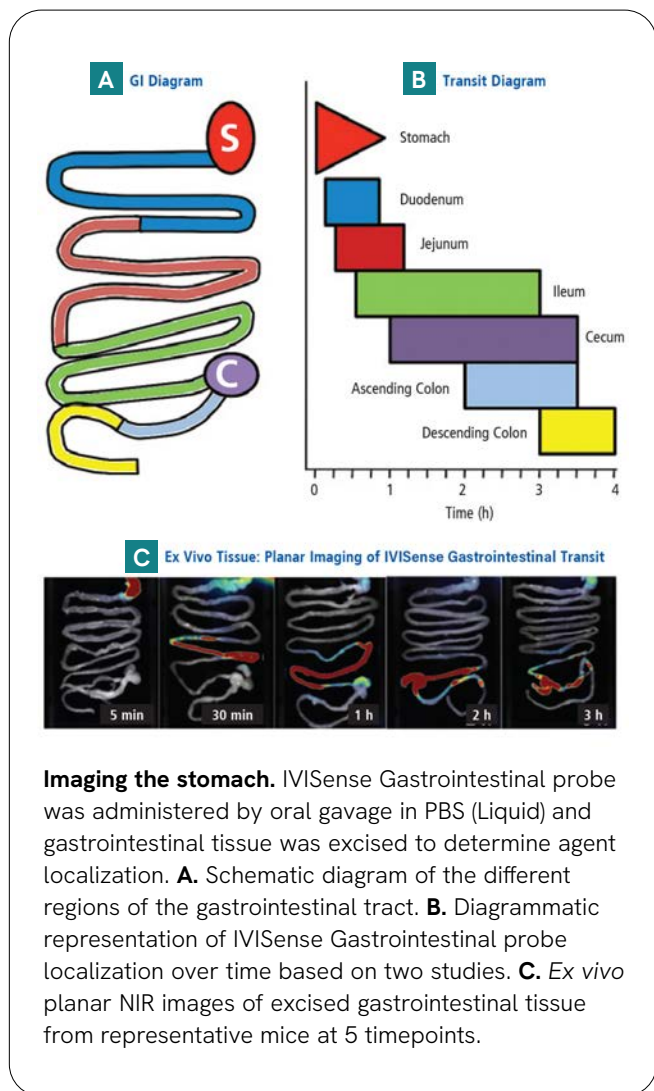 A GI Diagram
S
C
B Transit Diagram
Stomach
Duodenum
Jejunum
Ileum
Cecum
Ascending Colon
Descending Colon
0 1 2 3 4
Time (h)
C Ex Vivo Tissue: Planar Imaging of IVISense Gastrointestinal Transit
5 min 30 min 1 h 2 h 3 h
Imaging the stomach. IVISense Gastrointestinal probe
was administered by oral gavage in PBS (Liquid) and
gastrointestinal tissue was excised to determine agent
localization. A. Schematic diagram of the different
regions of the gastrointestinal tract. B. Diagrammatic
representation of IVISense Gastrointestinal probe
localization over time based on two studies. C. Ex vivo
planar NIR images of excised gastrointestinal tissue
from representative mice at 5 timepoints.